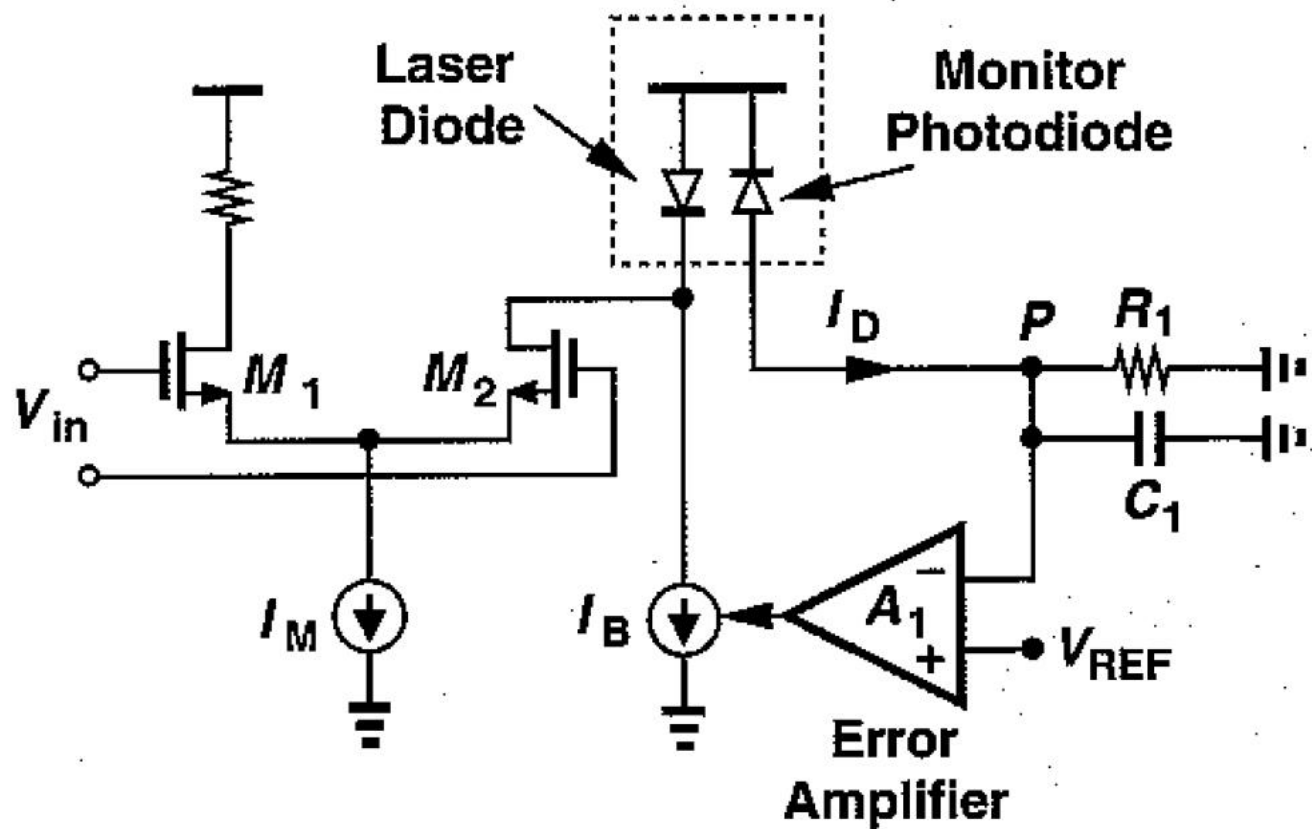 Laser
Diode
Monitor
Photodiode
I_D
P
R_1
M_1
M_2
V_in
C_1
I_M
I_B
−
A_1
+
V_REF
Error
Amplifier